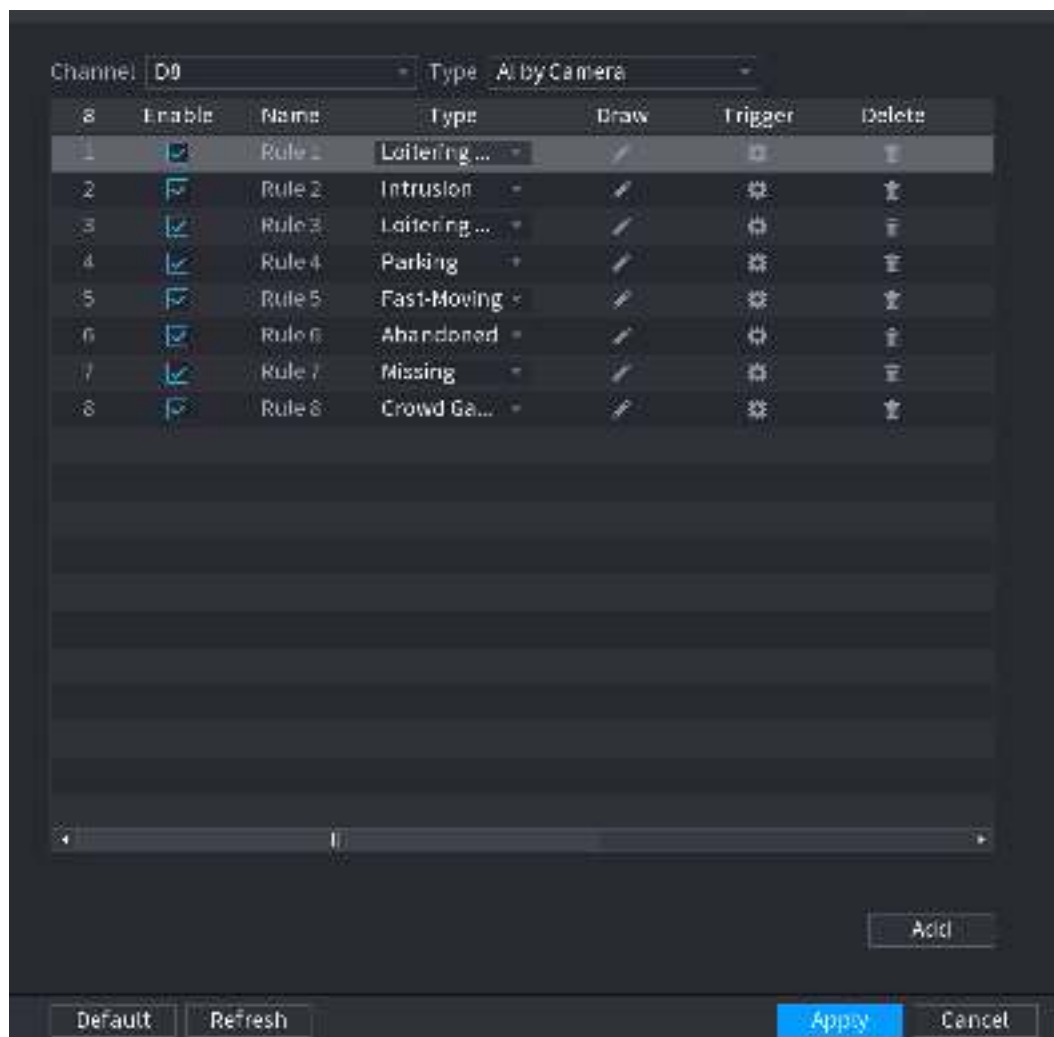 Channel D8 Type AI by Camera
8 Enable Name Type Draw Trigger Delete
1 Rule 1 Loitering ...
2 Rule 2 Intrusion
3 Rule 3 Loitering ...
4 Rule 4 Parking
5 Rule 5 Fast-Moving
6 Rule 6 Abandoned
7 Rule 7 Missing
8 Rule 8 Crowd Ga...
Add
Default Refresh Apply Cancel